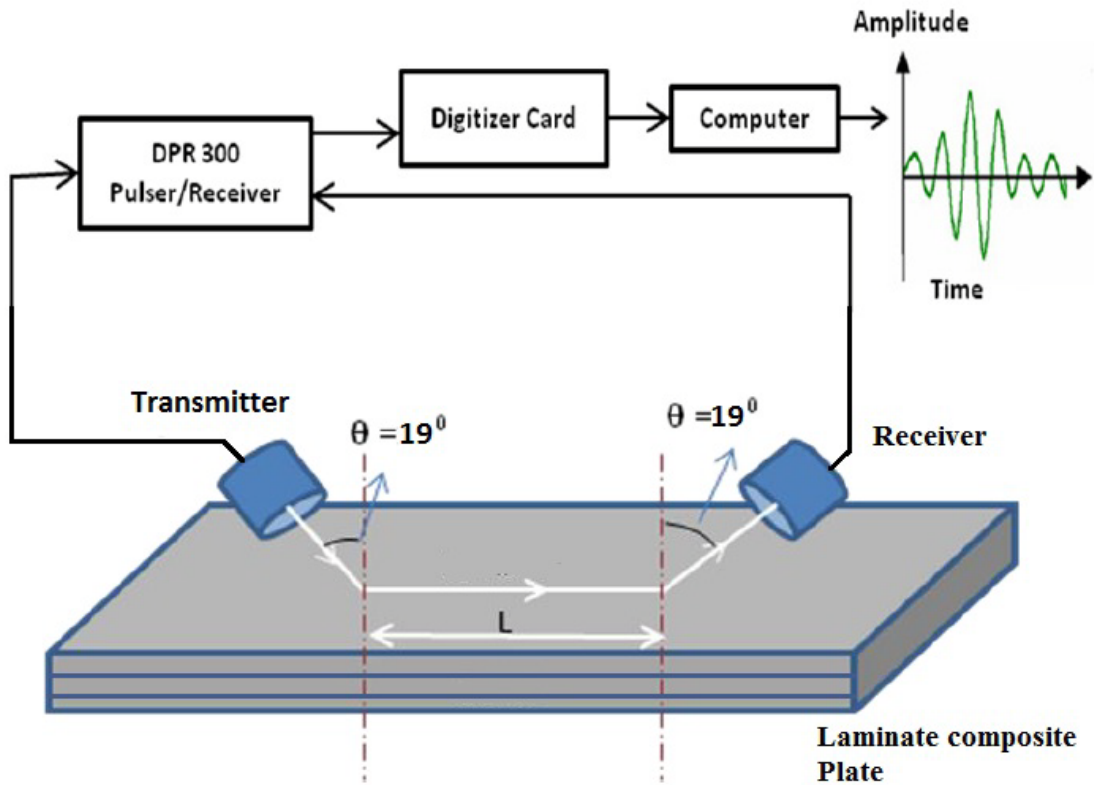 Amplitude
DPR 300
Pulser/Receiver
Digitizer Card
Computer
Time
Transmitter
θ =19⁰
θ =19⁰
Receiver
L
Laminate composite
Plate